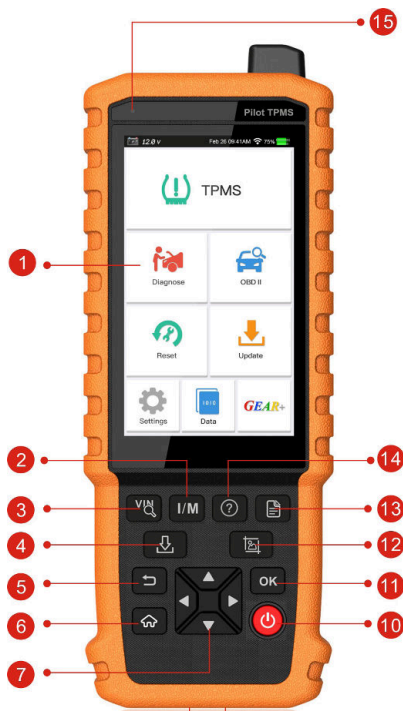 15
Pilot TPMS
12.0 v Feb 26 09:41AM 75%
TPMS
1
Diagnose OBD II
Reset Update
Settings 1010 Data GEAR+
2
14
3 VIN I/M ? 13
4 12
5 OK 11
6 10
7